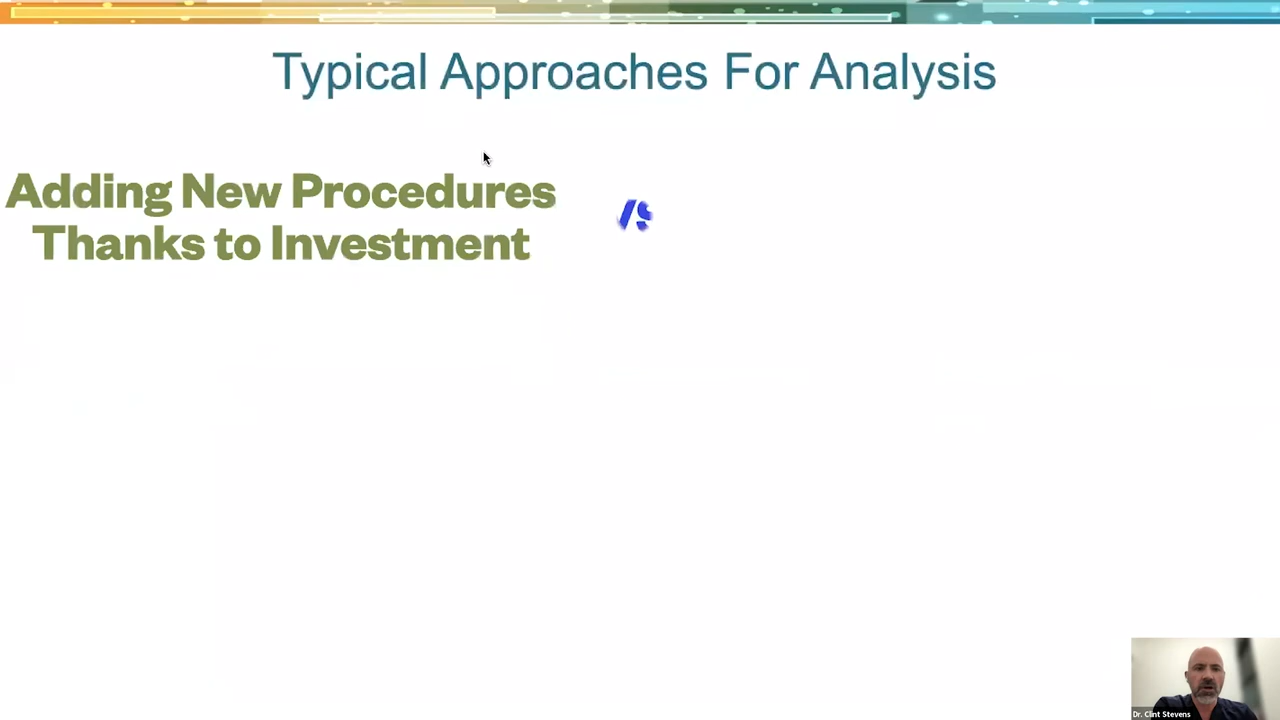 Typical Approaches For Analysis
Adding New Procedures
Thanks to Investment
Dr. Clint Stevens